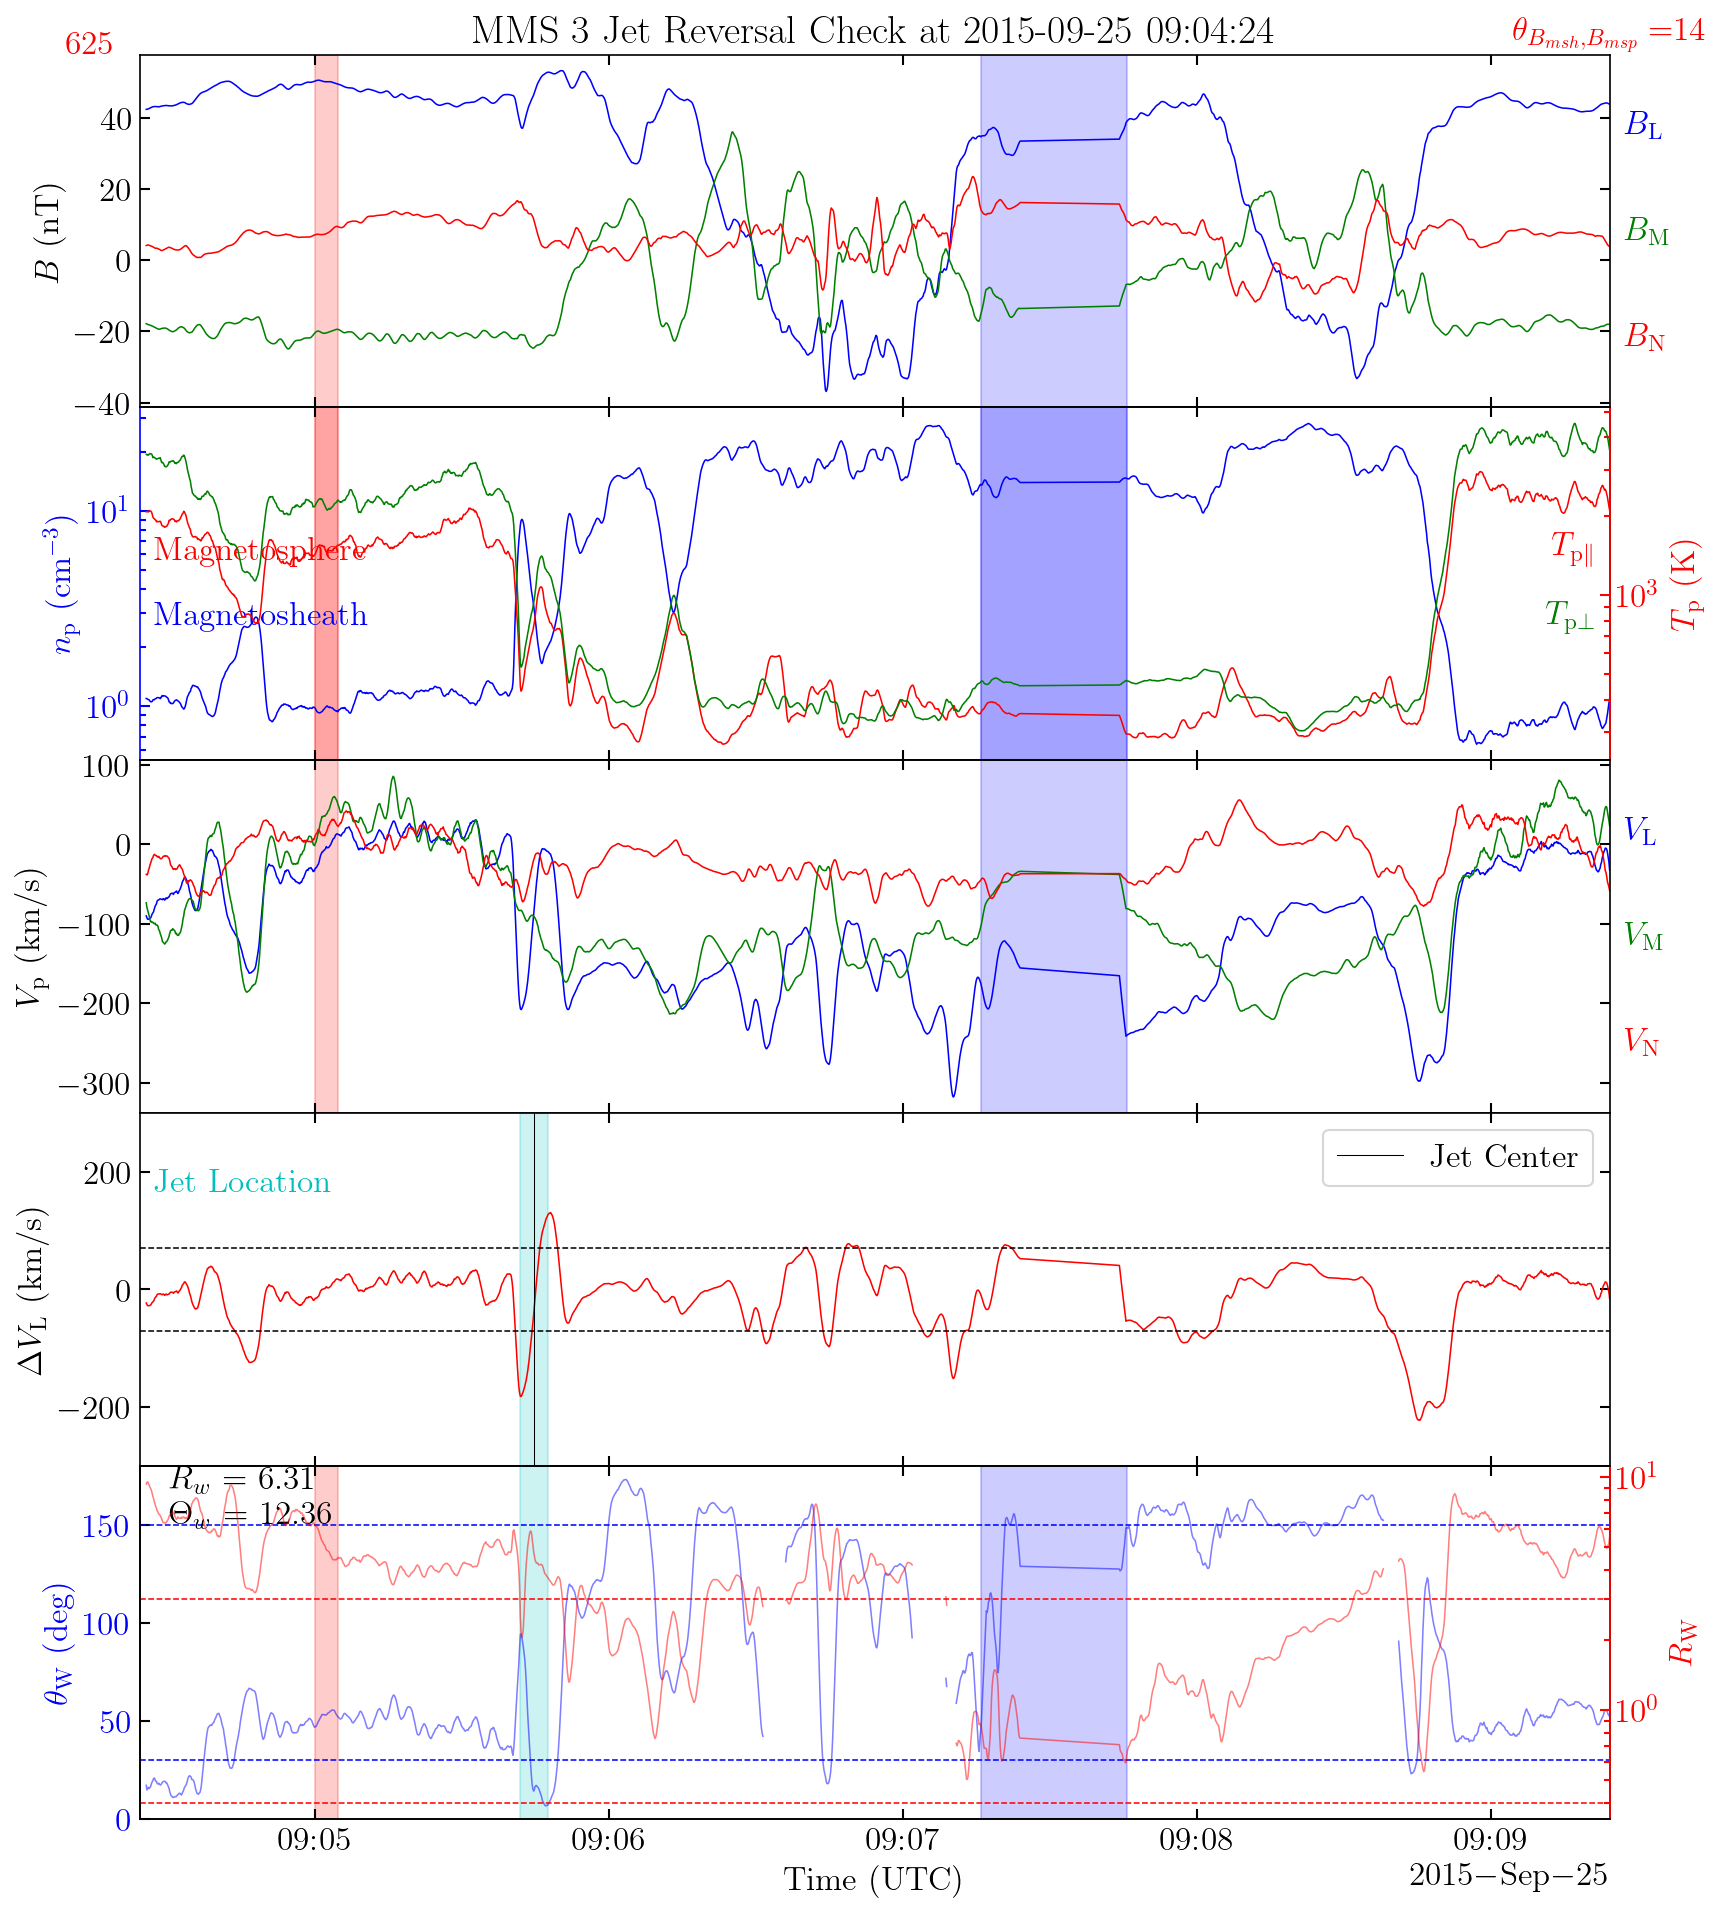 MMS 3 Jet Reversal Check at 2015-09-25 09:04:24
625
θ_{B_{msh},B_{msp}} =14
40
20
0
−20
−40
B (nT)
B_L
B_M
B_N
10^1
10^0
n_p (cm^{−3})
Magnetosphere
Magnetosheath
T_{p∥}
T_{p⊥}
10^3
T_p (K)
100
0
−100
−200
−300
V_p (km/s)
V_L
V_M
V_N
200
0
−200
ΔV_L (km/s)
Jet Location
Jet Center
R_w = 6.31
Θ_w = 12.36
150
100
50
0
θ_W (deg)
10^1
10^0
R_W
09:05 09:06 09:07 09:08 09:09
Time (UTC)
2015−Sep−25